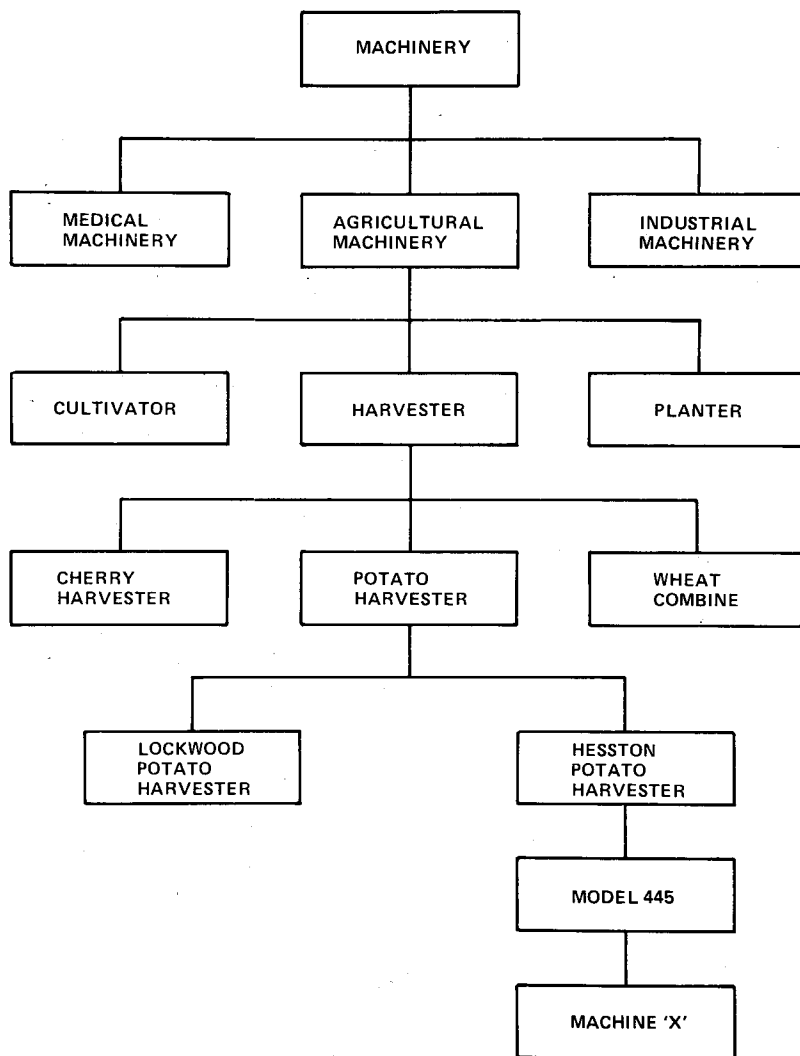 MACHINERY
MEDICAL
MACHINERY
AGRICULTURAL
MACHINERY
INDUSTRIAL
MACHINERY
CULTIVATOR
HARVESTER
PLANTER
CHERRY
HARVESTER
POTATO
HARVESTER
WHEAT
COMBINE
LOCKWOOD
POTATO
HARVESTER
HESSTON
POTATO
HARVESTER
MODEL 445
MACHINE 'X'